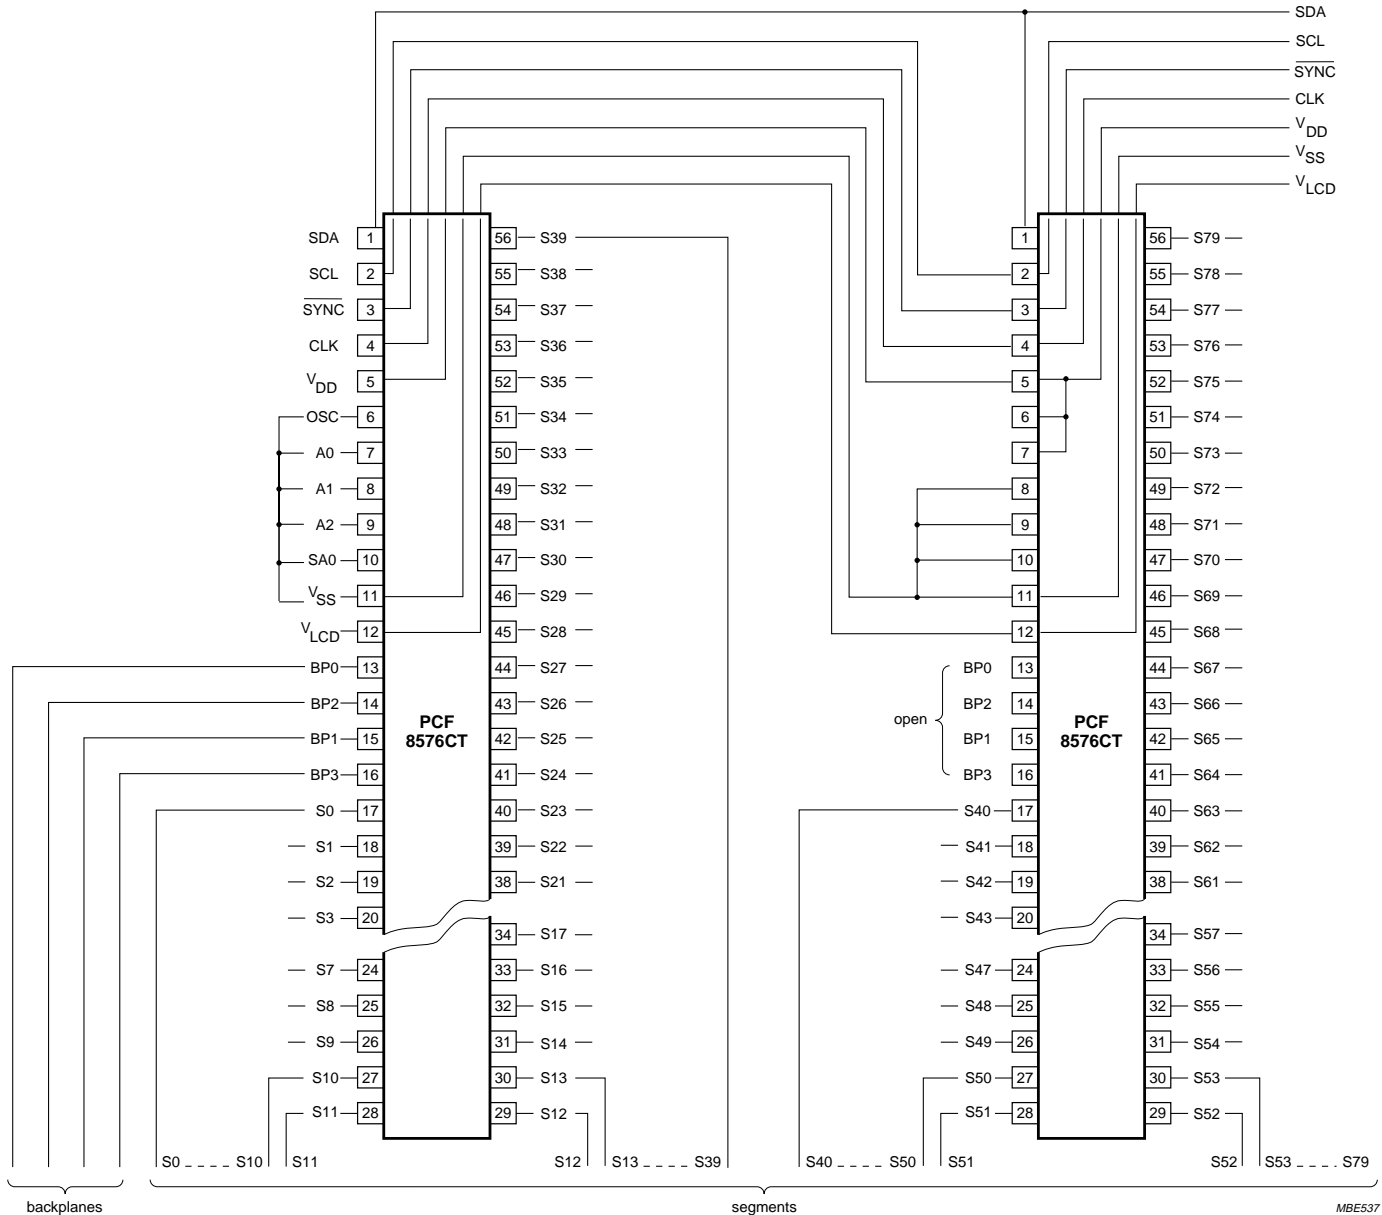 SDA
SCL
SYNC
CLK
VDD
VSS
VLCD
SDA 1 56 S39 1 56 S79
SCL 2 55 S38 2 55 S78
SYNC 3 54 S37 3 54 S77
CLK 4 53 S36 4 53 S76
VDD 5 52 S35 5 52 S75
OSC 6 51 S34 6 51 S74
A0 7 50 S33 7 50 S73
A1 8 49 S32 8 49 S72
A2 9 48 S31 9 48 S71
SA0 10 47 S30 10 47 S70
VSS 11 46 S29 11 46 S69
VLCD 12 45 S28 12 45 S68
BP0 13 44 S27 BP0 13 44 S67
BP2 14 43 S26 BP2 14 43 S66
open
PCF
8576CT
PCF
8576CT
BP1 15 42 S25 BP1 15 42 S65
BP3 16 41 S24 BP3 16 41 S64
S0 17 40 S23 S40 17 40 S63
S1 18 39 S22 S41 18 39 S62
S2 19 38 S21 S42 19 38 S61
S3 20 S43 20
34 S17 34 S57
S7 24 33 S16 S47 24 33 S56
S8 25 32 S15 S48 25 32 S55
S9 26 31 S14 S49 26 31 S54
S10 27 30 S13 S50 27 30 S53
S11 28 29 S12 S51 28 29 S52
S0 S10 S11 S12 S13 S39 S40 S50 S51 S52 S53 S79
backplanes segments MBE537